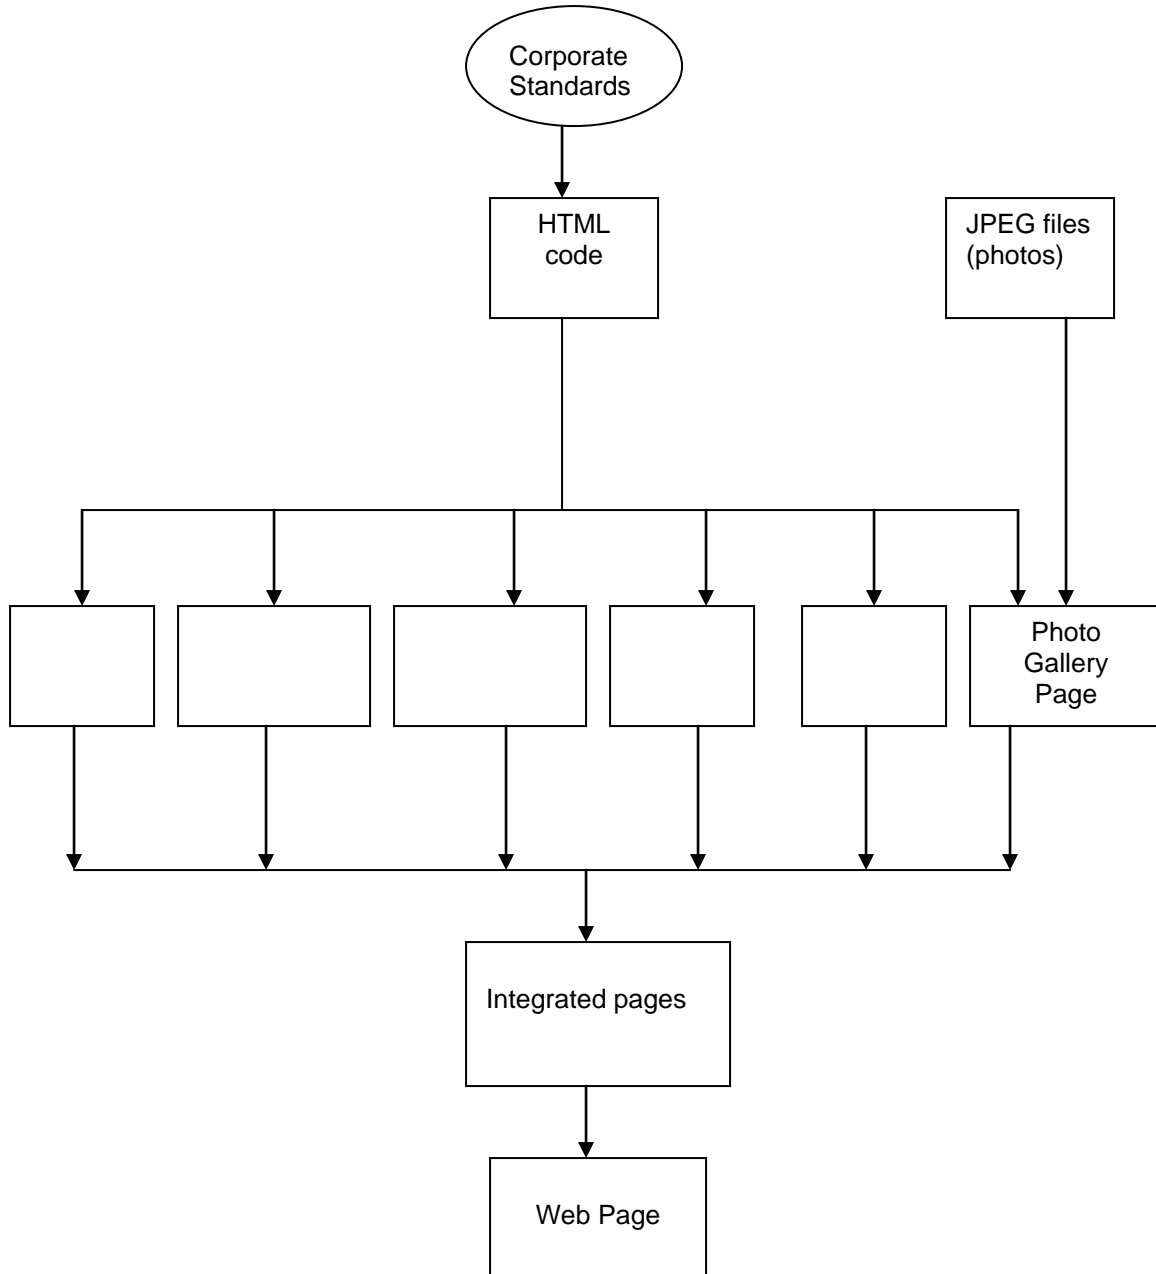 Corporate
Standards
HTML
code
JPEG files
(photos)
Photo
Gallery
Page
Integrated pages
Web Page